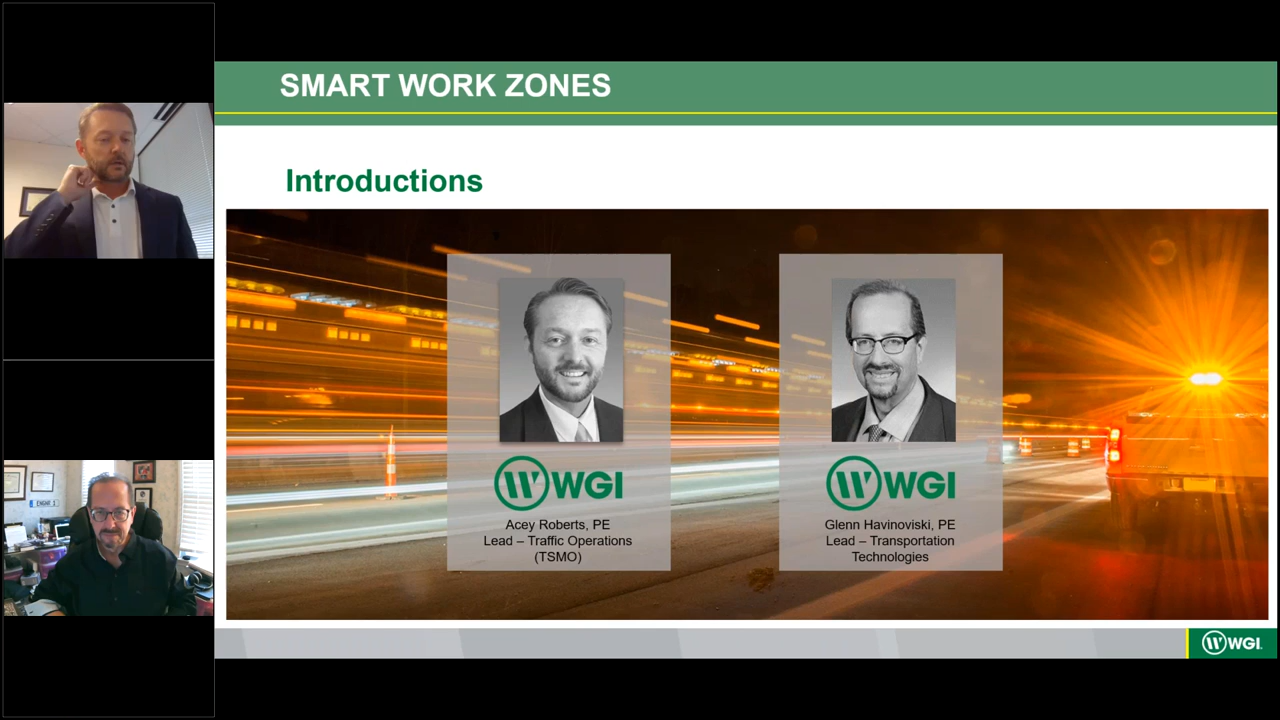 SMART WORK ZONES
Introductions
WGI
Acey Roberts, PE
Lead – Traffic Operations
(TSMO)
WGI
Glenn Havinoviski, PE
Lead – Transportation
Technologies
WGI